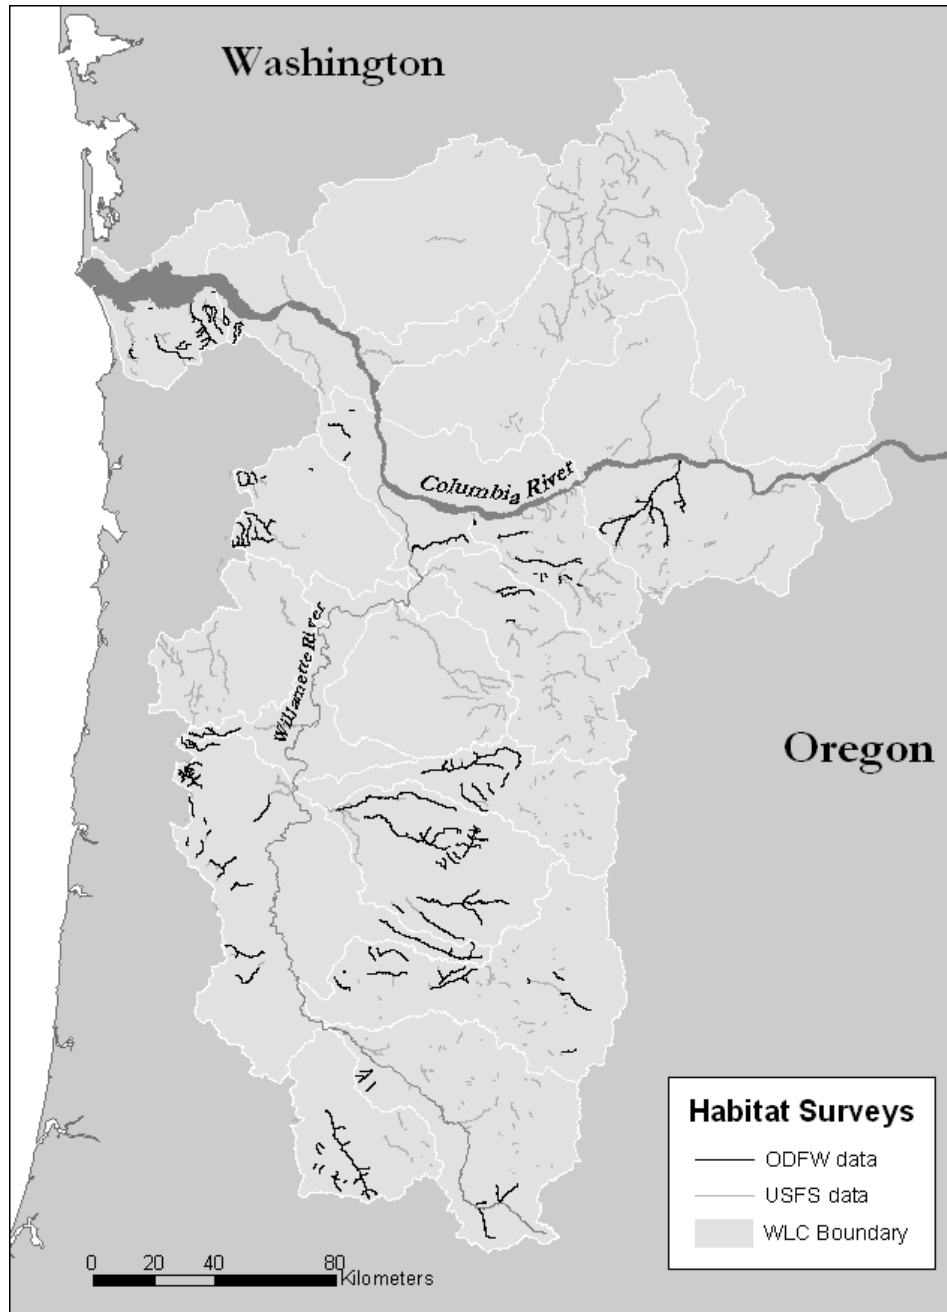 Washington
Columbia River
Willamette River
Oregon
Habitat Surveys
ODFW data
USFS data
WLC Boundary
0 20 40 80
Kilometers